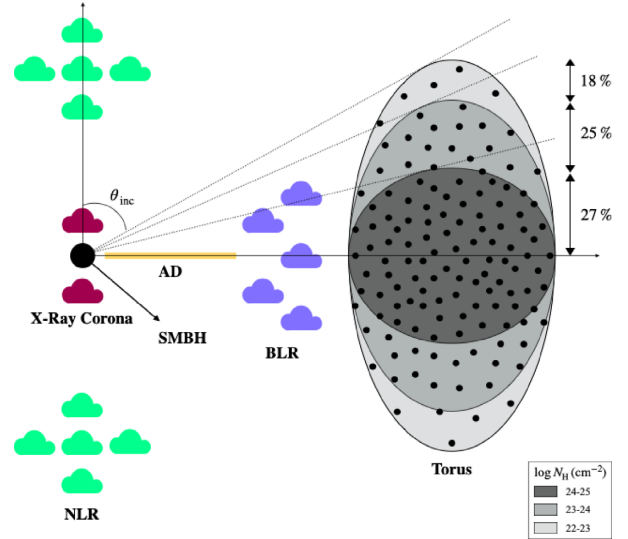 18 %
25 %
27 %
θinc
AD
X-Ray Corona
SMBH
BLR
Torus
NLR
log NH (cm−2)
24-25
23-24
22-23